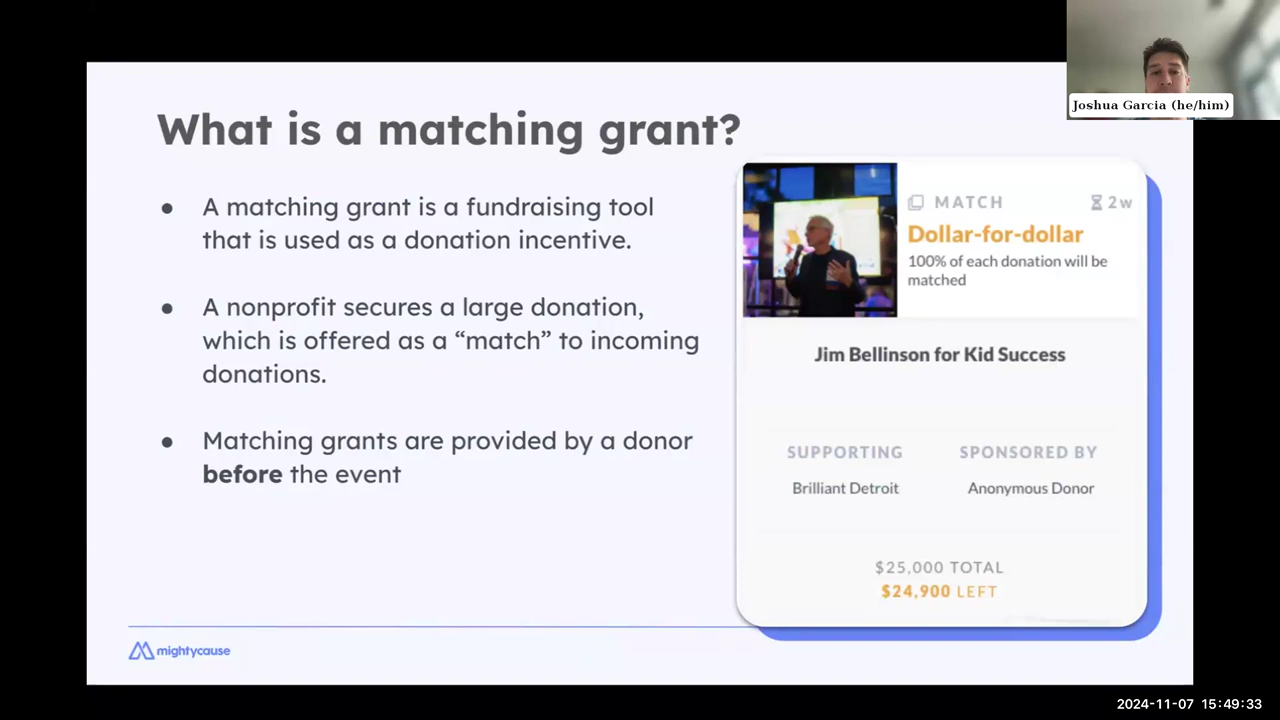 Joshua Garcia (he/him)
What is a matching grant?
● A matching grant is a fundraising tool
that is used as a donation incentive.
● A nonprofit secures a large donation,
which is offered as a “match” to incoming
donations.
● Matching grants are provided by a donor
before the event
MATCH 2w
Dollar-for-dollar
100% of each donation will be
matched
Jim Bellinson for Kid Success
SUPPORTING SPONSORED BY
Brilliant Detroit Anonymous Donor
$25,000 TOTAL
$24,900 LEFT
mightycause
2024-11-07 15:49:33